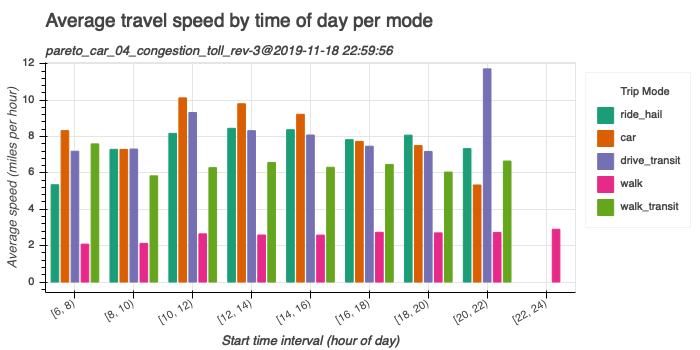 Average travel speed by time of day per mode
pareto_car_04_congestion_toll_rev-3@2019-11-18 22:59:56
12
10
8
6
4
2
0
Average speed (miles per hour)
[6, 8)
[8, 10)
[10, 12)
[12, 14)
[14, 16)
[16, 18)
[18, 20)
[20, 22)
[22, 24)
Start time interval (hour of day)
Trip Mode
ride_hail
car
drive_transit
walk
walk_transit